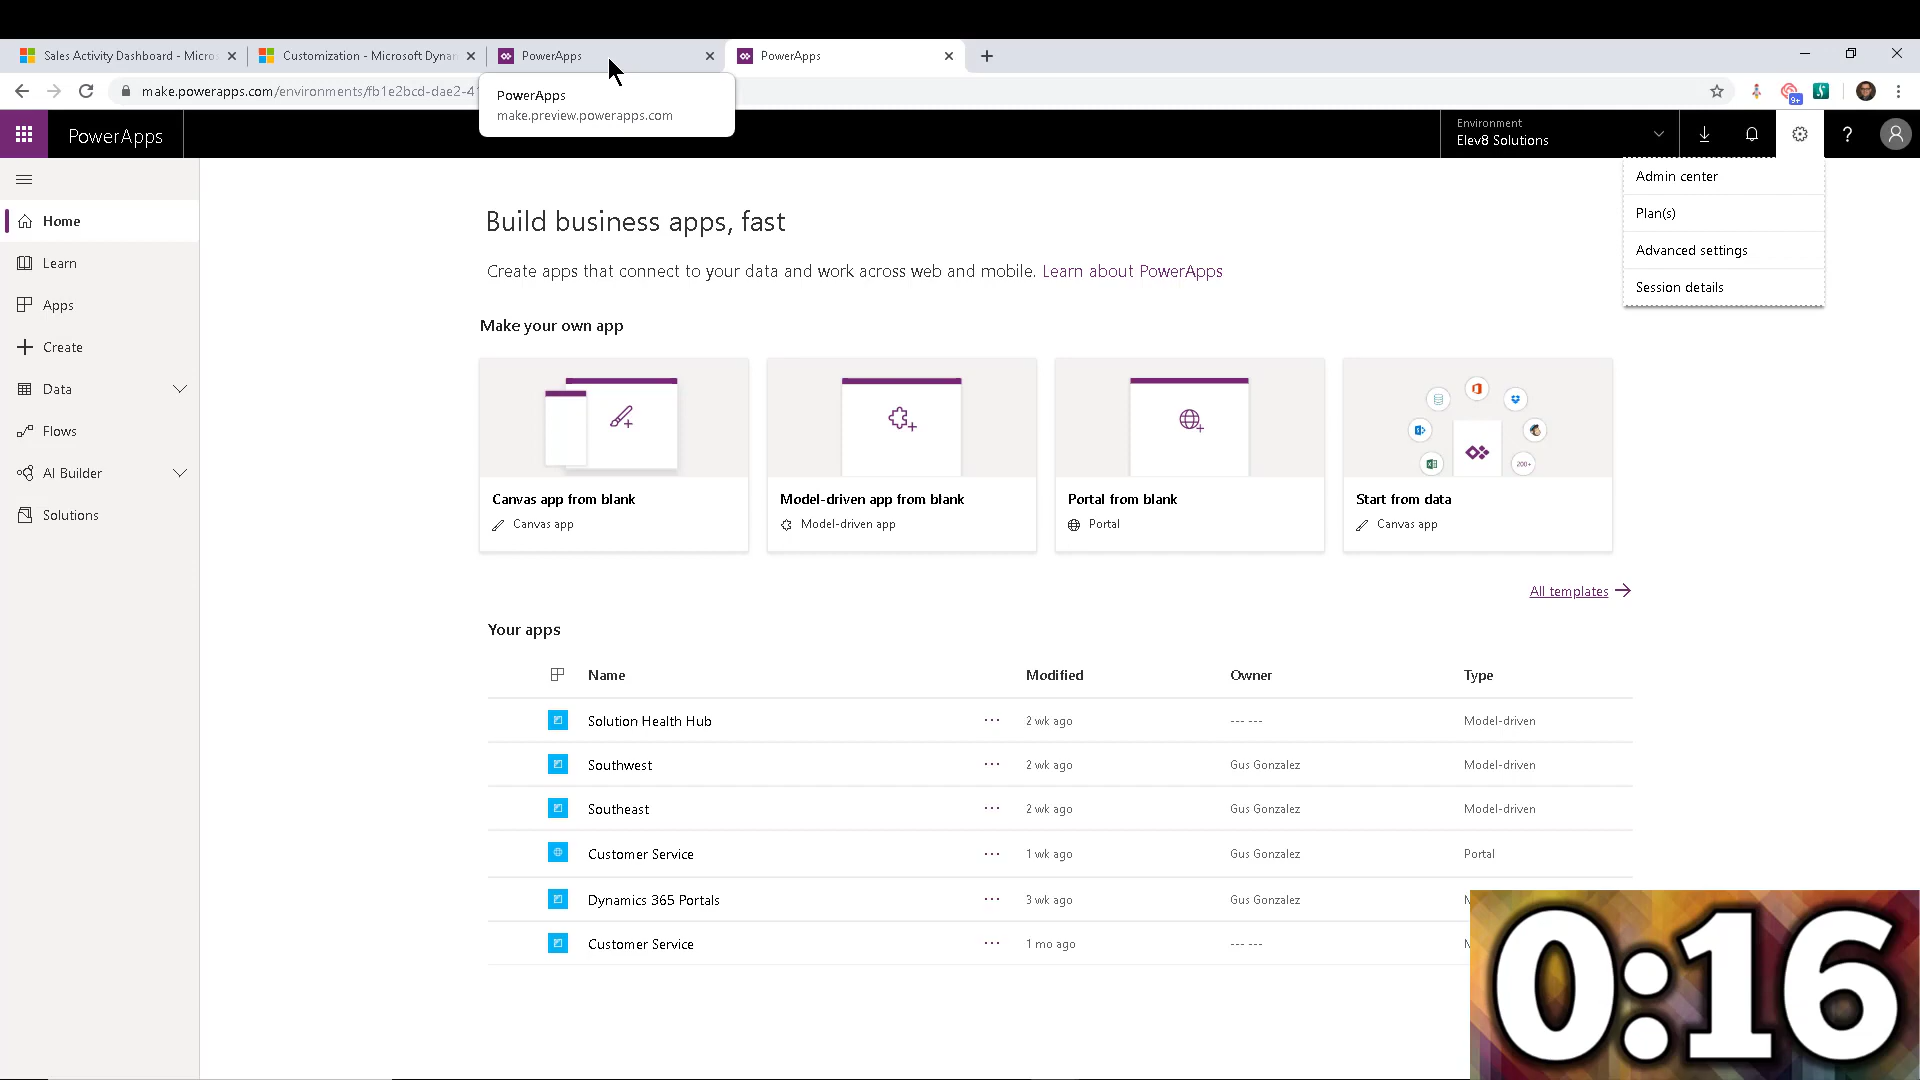 Sales Activity Dashboard - Micro
Customization - Microsoft Dynan
PowerApps
PowerApps
make.powerapps.com/environments/fb1e2bcd-dae2-4
PowerApps
make.preview.powerapps.com
9+
PowerApps
Environment
Elev8 Solutions
?
Admin center
Plan(s)
Advanced settings
Session details
Home
Learn
Apps
Create
Data
Flows
AI Builder
Solutions
Build business apps, fast
Create apps that connect to your data and work across web and mobile. Learn about PowerApps
Make your own app
200+
Canvas app from blank
Canvas app
Model-driven app from blank
Model-driven app
Portal from blank
Portal
Start from data
Canvas app
All templates
Your apps
Name Modified Owner Type
Solution Health Hub ... 2 wk ago --- --- Model-driven
Southwest ... 2 wk ago Gus Gonzalez Model-driven
Southeast ... 2 wk ago Gus Gonzalez Model-driven
Customer Service ... 1 wk ago Gus Gonzalez Portal
Dynamics 365 Portals ... 3 wk ago Gus Gonzalez
Customer Service ... 1 mo ago --- ---
0:16